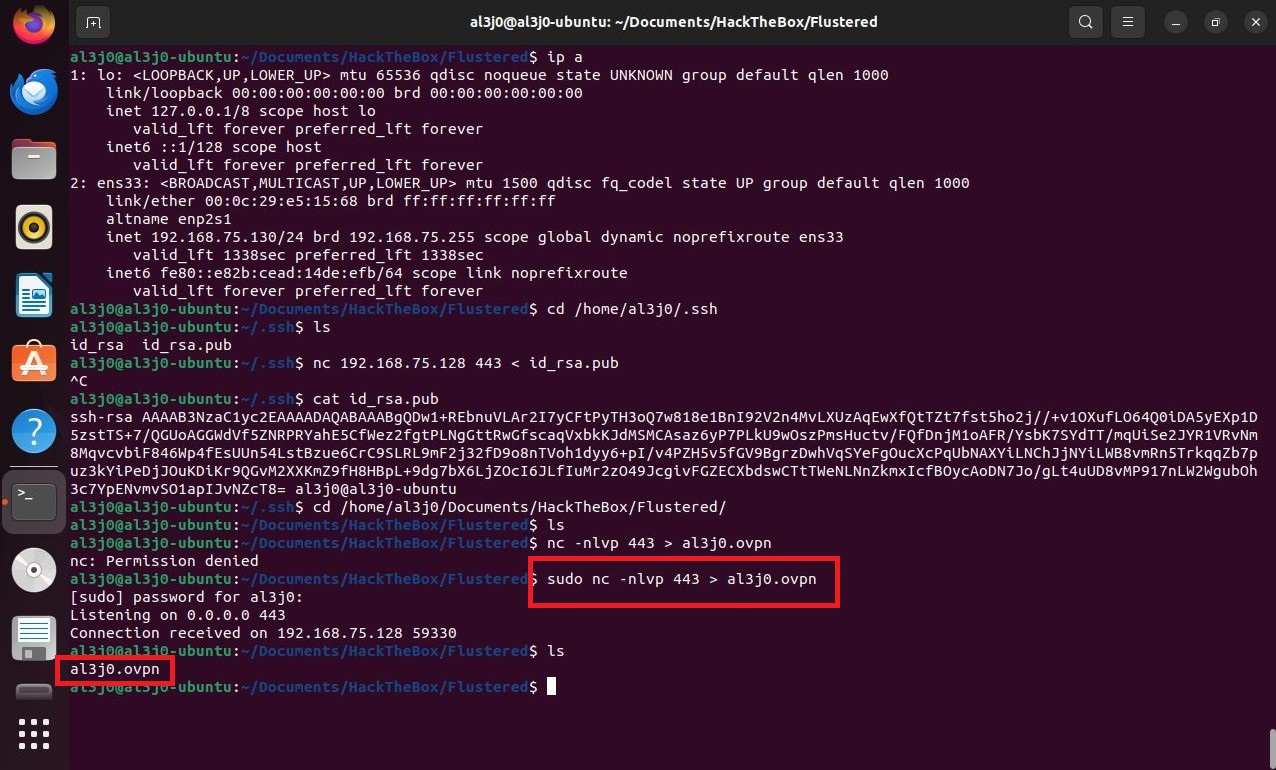 al3j0@al3j0-ubuntu: ~/Documents/HackTheBox/Flustered
al3j0@al3j0-ubuntu:~/Documents/HackTheBox/Flustered$ ip a
1: lo: <LOOPBACK,UP,LOWER_UP> mtu 65536 qdisc noqueue state UNKNOWN group default qlen 1000
    link/loopback 00:00:00:00:00:00 brd 00:00:00:00:00:00
    inet 127.0.0.1/8 scope host lo
       valid_lft forever preferred_lft forever
    inet6 ::1/128 scope host
       valid_lft forever preferred_lft forever
2: ens33: <BROADCAST,MULTICAST,UP,LOWER_UP> mtu 1500 qdisc fq_codel state UP group default qlen 1000
    link/ether 00:0c:29:e5:15:68 brd ff:ff:ff:ff:ff:ff
    altname enp2s1
    inet 192.168.75.130/24 brd 192.168.75.255 scope global dynamic noprefixroute ens33
       valid_lft 1338sec preferred_lft 1338sec
    inet6 fe80::e82b:cead:14de:efb/64 scope link noprefixroute
       valid_lft forever preferred_lft forever
al3j0@al3j0-ubuntu:~/Documents/HackTheBox/Flustered$ cd /home/al3j0/.ssh
al3j0@al3j0-ubuntu:~/.ssh$ ls
id_rsa  id_rsa.pub
al3j0@al3j0-ubuntu:~/.ssh$ nc 192.168.75.128 443 < id_rsa.pub
^C
al3j0@al3j0-ubuntu:~/.ssh$ cat id_rsa.pub
ssh-rsa AAAAB3NzaC1yc2EAAAADAQABAAABgQDw1+REbnuVLAr2I7yCFtPyTH3oQ7w818e1BnI92V2n4MvLXUzAqEwXfQtTZt7fst5ho2j//+v1OXufLO64Q0iDA5yEXp1D
5zstTS+7/QGUoAGGWdVf5ZNRPRYahE5CfWez2fgtPLNgGttRwGfscaqVxbkKJdMSMCAsaz6yP7PLkU9wOszPmsHuctv/FQfDnjM1oAFR/YsbK7SYdTT/mqUiSe2JYR1VRvNm
8MqvcvbiF846Wp4fEsUUn54LstBzue6CrC9SLRL9mF2j32fD9o8nTVoh1dyy6+pI/v4PZH5v5fGV9BgrzDwhVqSYeFgOucXcPqUbNAXYiLNChJjNYiLWB8vmRn5TrkqqZb7p
uz3kYiPeDjJOuKDiKr9QGvM2XXKmZ9fH8HBpL+9dg7bX6LjZOcI6JLfIuMr2zO49JcgivFGZECXbdswCTtTWeNLNnZkmxIcfBOycAoDN7Jo/gLt4uUD8vMP917nLW2WgubOh
3c7YpENvmvSO1apIJvNZcT8= al3j0@al3j0-ubuntu
al3j0@al3j0-ubuntu:~/.ssh$ cd /home/al3j0/Documents/HackTheBox/Flustered/
al3j0@al3j0-ubuntu:~/Documents/HackTheBox/Flustered$ ls
al3j0@al3j0-ubuntu:~/Documents/HackTheBox/Flustered$ nc -nlvp 443 > al3j0.ovpn
nc: Permission denied
al3j0@al3j0-ubuntu:~/Documents/HackTheBox/Flustered$ sudo nc -nlvp 443 > al3j0.ovpn
[sudo] password for al3j0:
Listening on 0.0.0.0 443
Connection received on 192.168.75.128 59330
al3j0@al3j0-ubuntu:~/Documents/HackTheBox/Flustered$ ls
al3j0.ovpn
al3j0@al3j0-ubuntu:~/Documents/HackTheBox/Flustered$